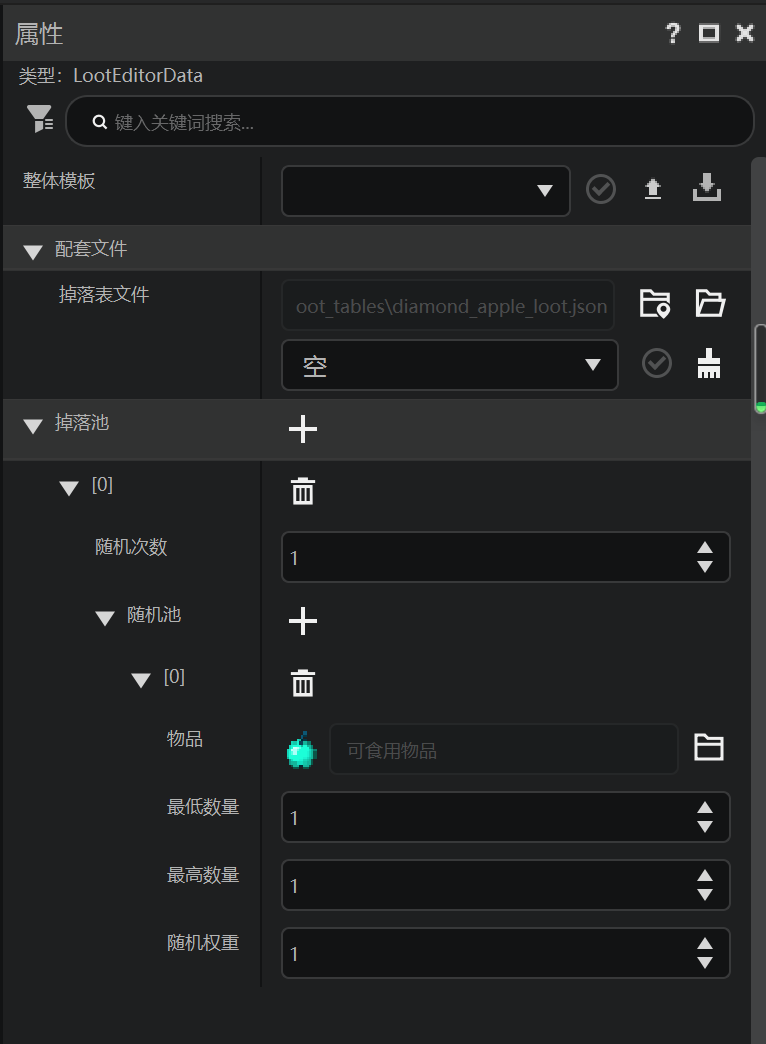 属性
类型：LootEditorData
键入关键词搜索...
整体模板
配套文件
掉落表文件
oot_tables\diamond_apple_loot.json
空
掉落池
[0]
随机次数
1
随机池
[0]
物品
可食用物品
最低数量
1
最高数量
1
随机权重
1